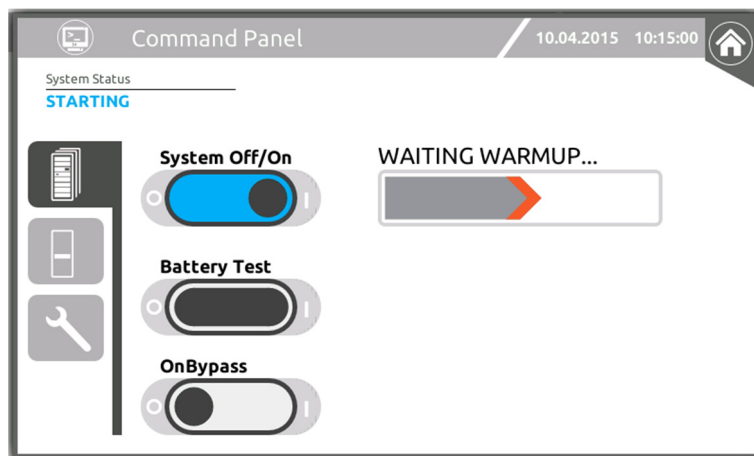 Command Panel
10.04.2015 10:15:00
System Status
STARTING
System Off/On
WAITING WARMUP...
O I
Battery Test
O I
OnBypass
O I